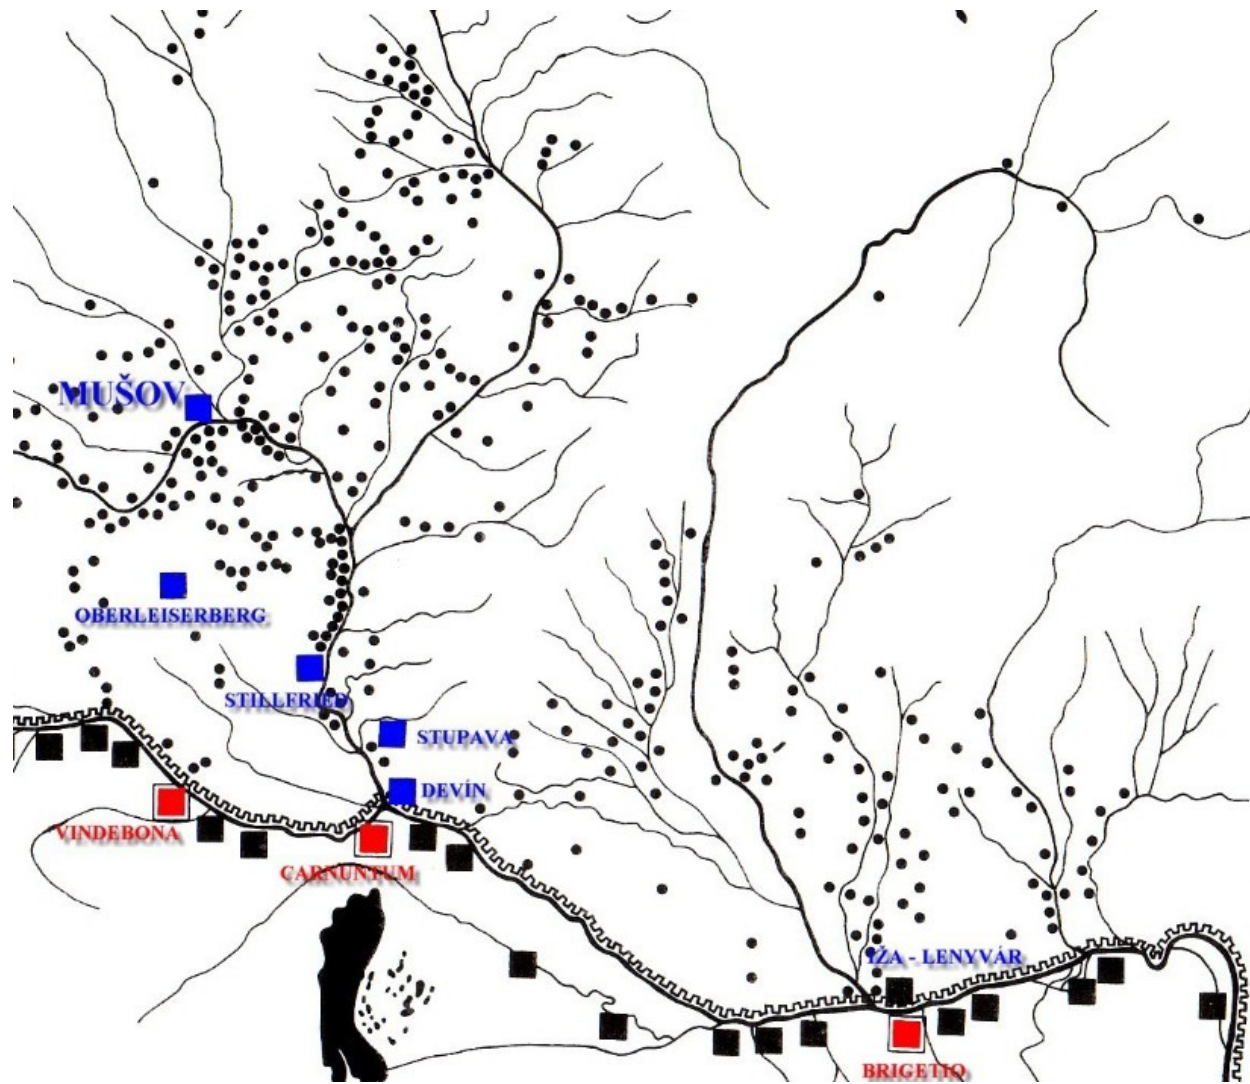 MUŠOV
OBERLEISERBERG
STILLFRIED
STUPAVA
DEVÍN
VINDEBONA
CARNUNTUM
IŽA - LENYVÁR
BRIGETIO